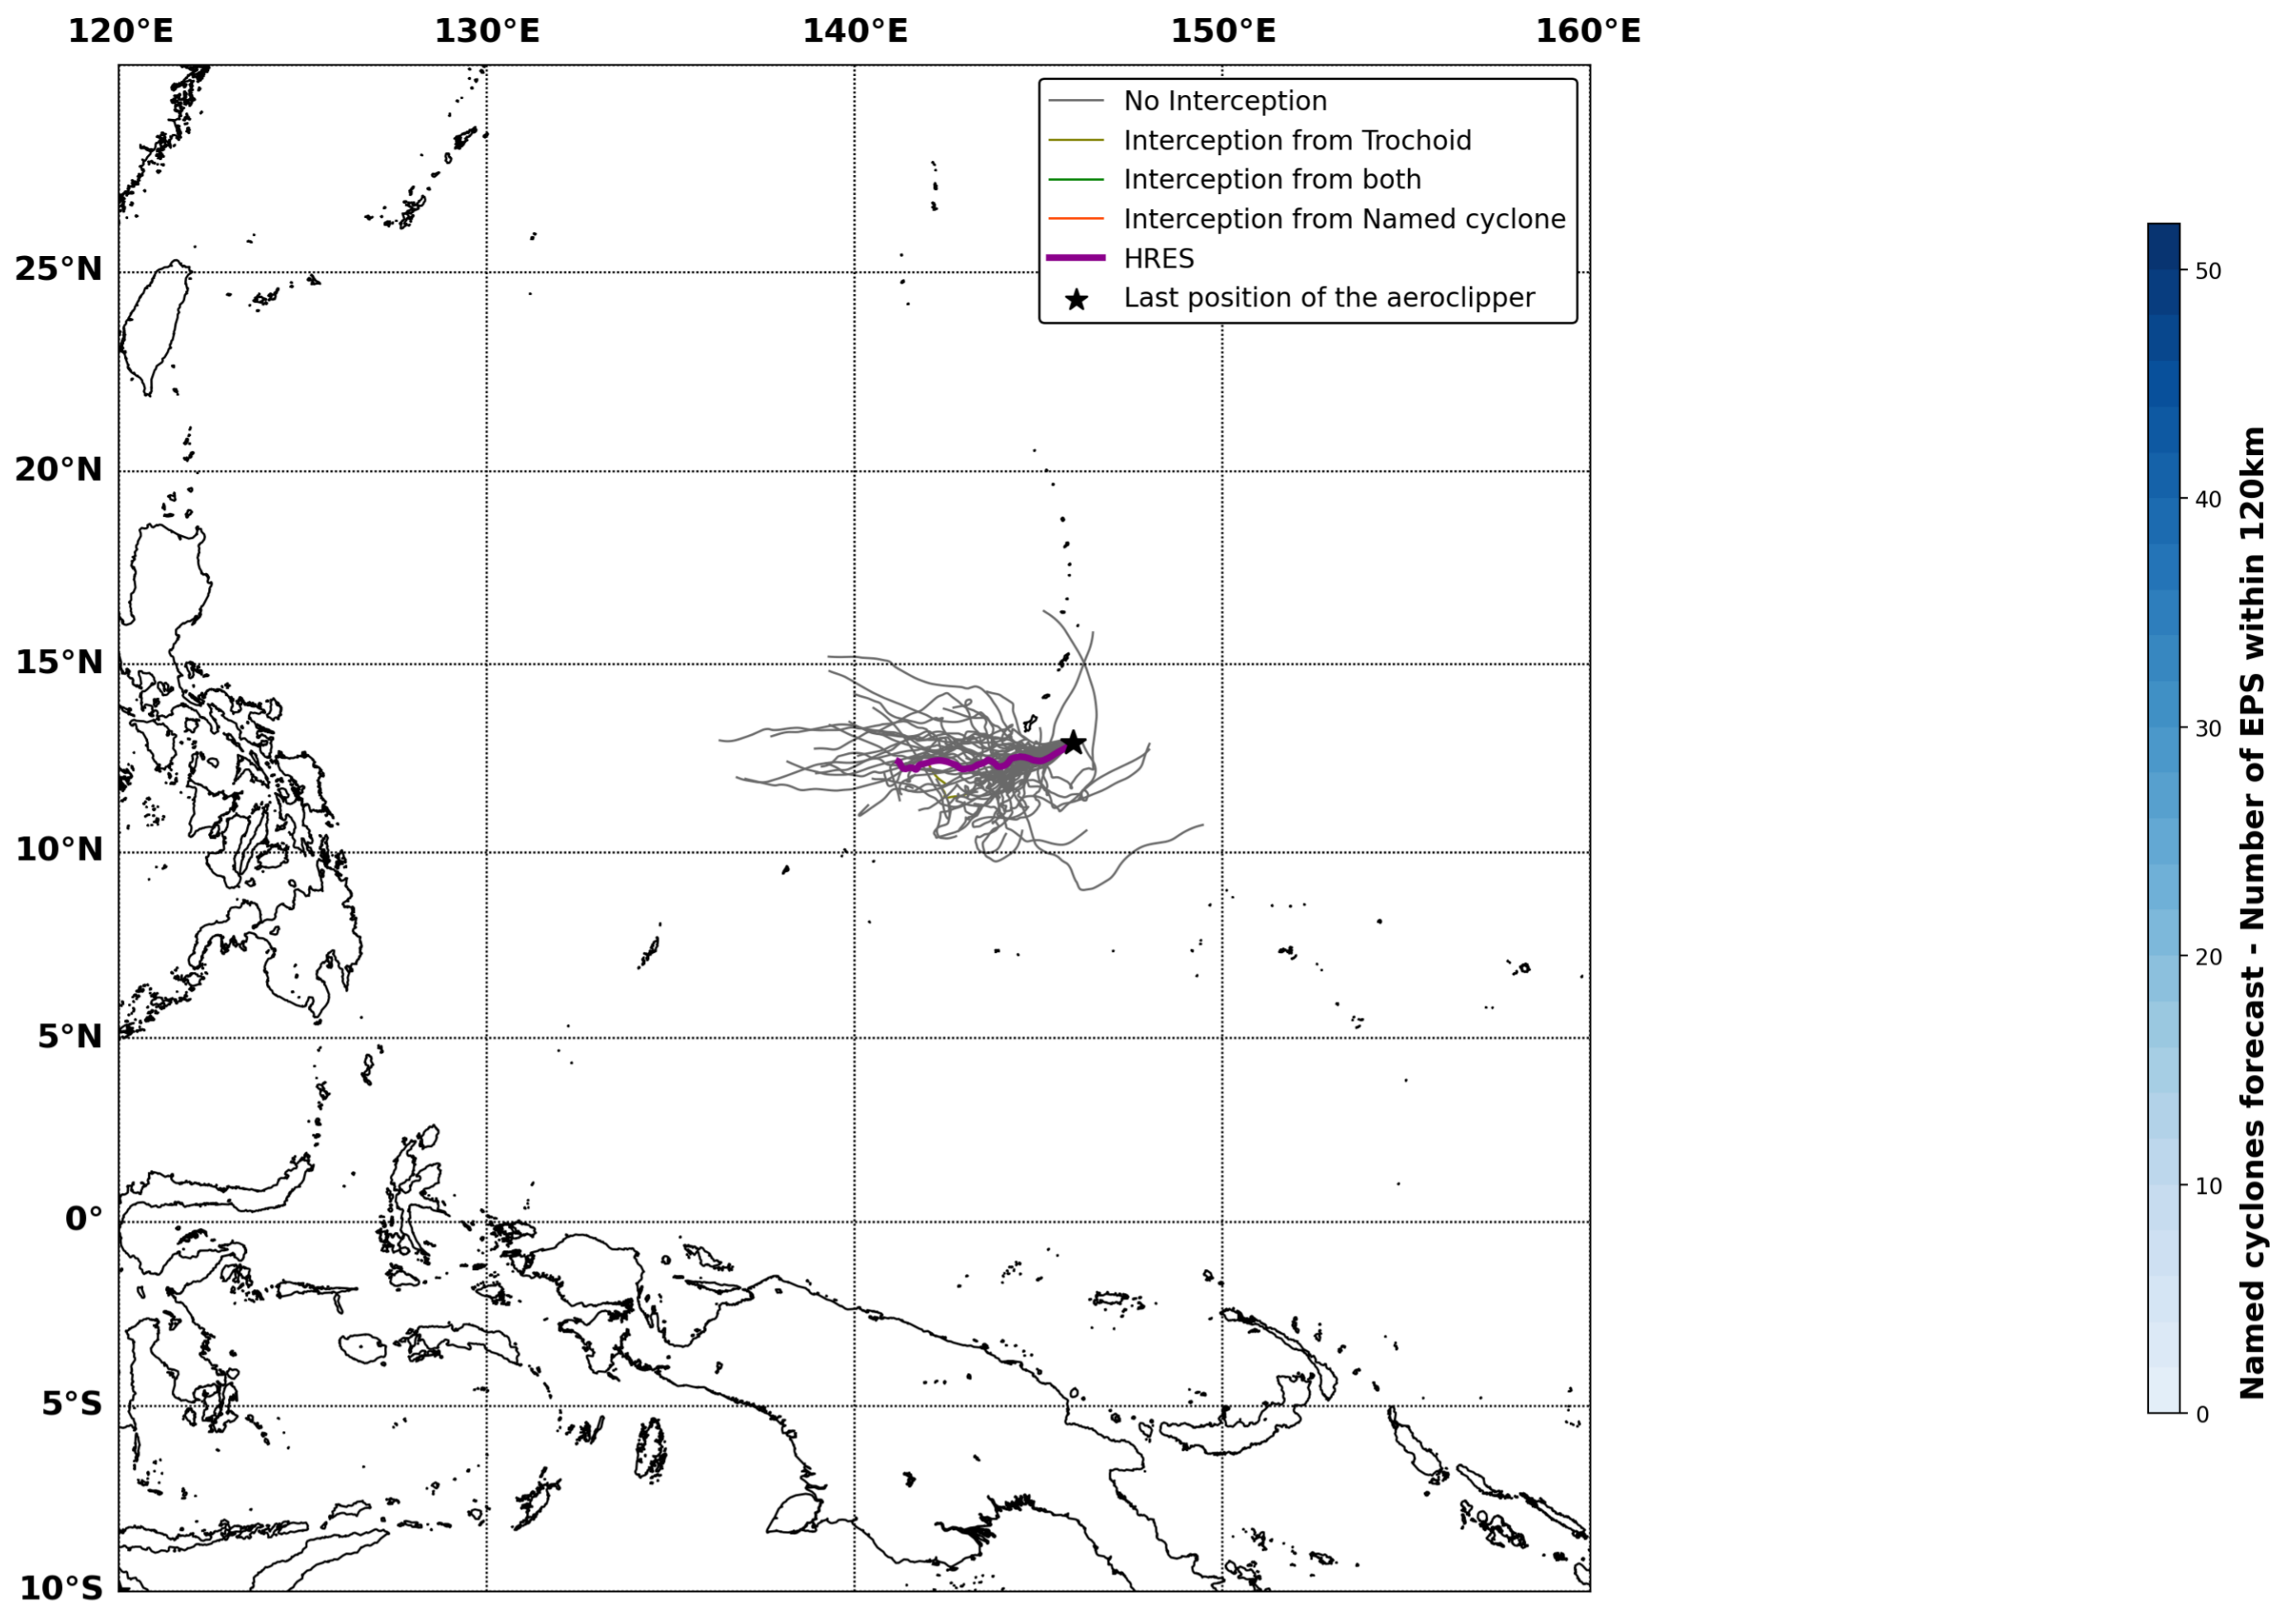 120°E 130°E 140°E 150°E 160°E
No Interception
Interception from Trochoid
Interception from both
Interception from Named cyclone
HRES
Last position of the aeroclipper
25°N
20°N
15°N
10°N
5°N
0°
5°S
10°S
50
40
30
20
10
0
Named cyclones forecast - Number of EPS within 120km